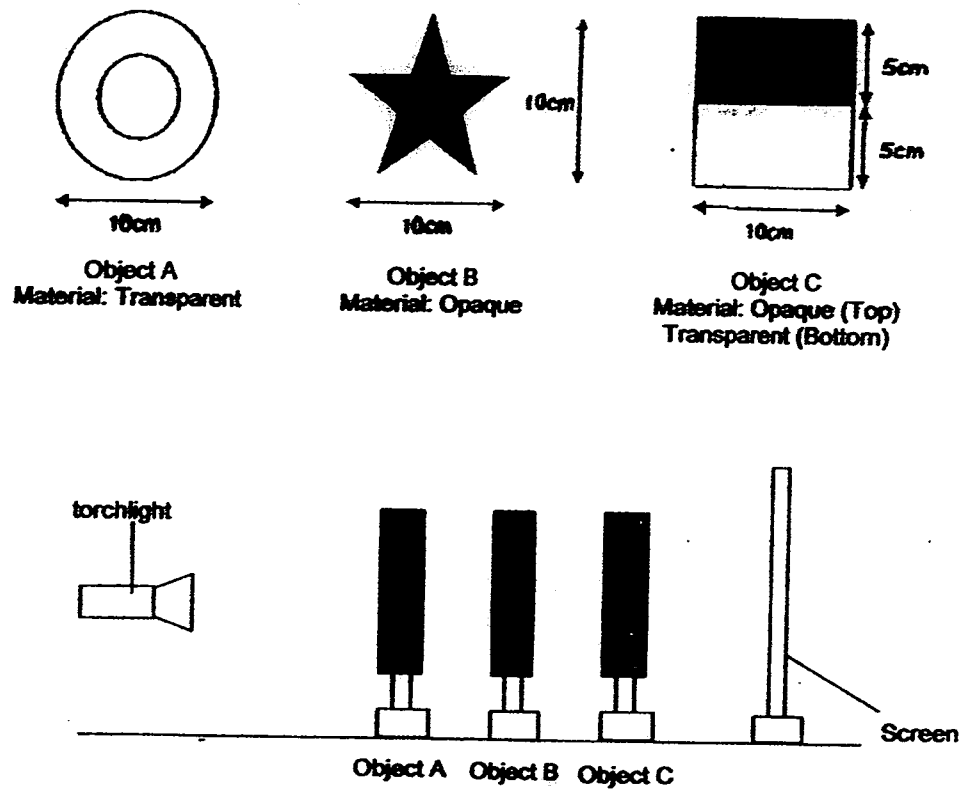 10cm
Object A
Material: Transparent
10cm
10cm
Object B
Material: Opaque
5cm
5cm
10cm
Object C
Material: Opaque (Top)
Transparent (Bottom)
torchlight
Screen
Object A
Object B
Object C